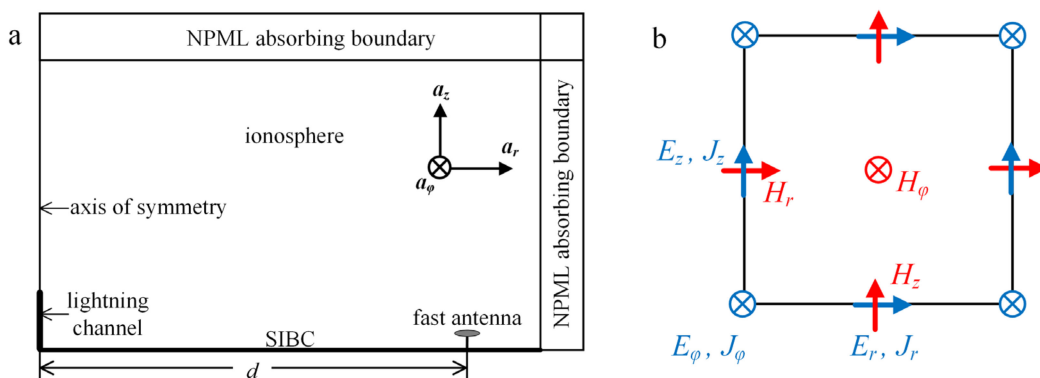 a
NPML absorbing boundary
NPML absorbing boundary
ionosphere
a_z
a_r
a_φ
axis of symmetry
lightning
channel
fast antenna
SIBC
d
b
E_z , J_z
H_r
H_φ
H_z
E_φ , J_φ
E_r , J_r